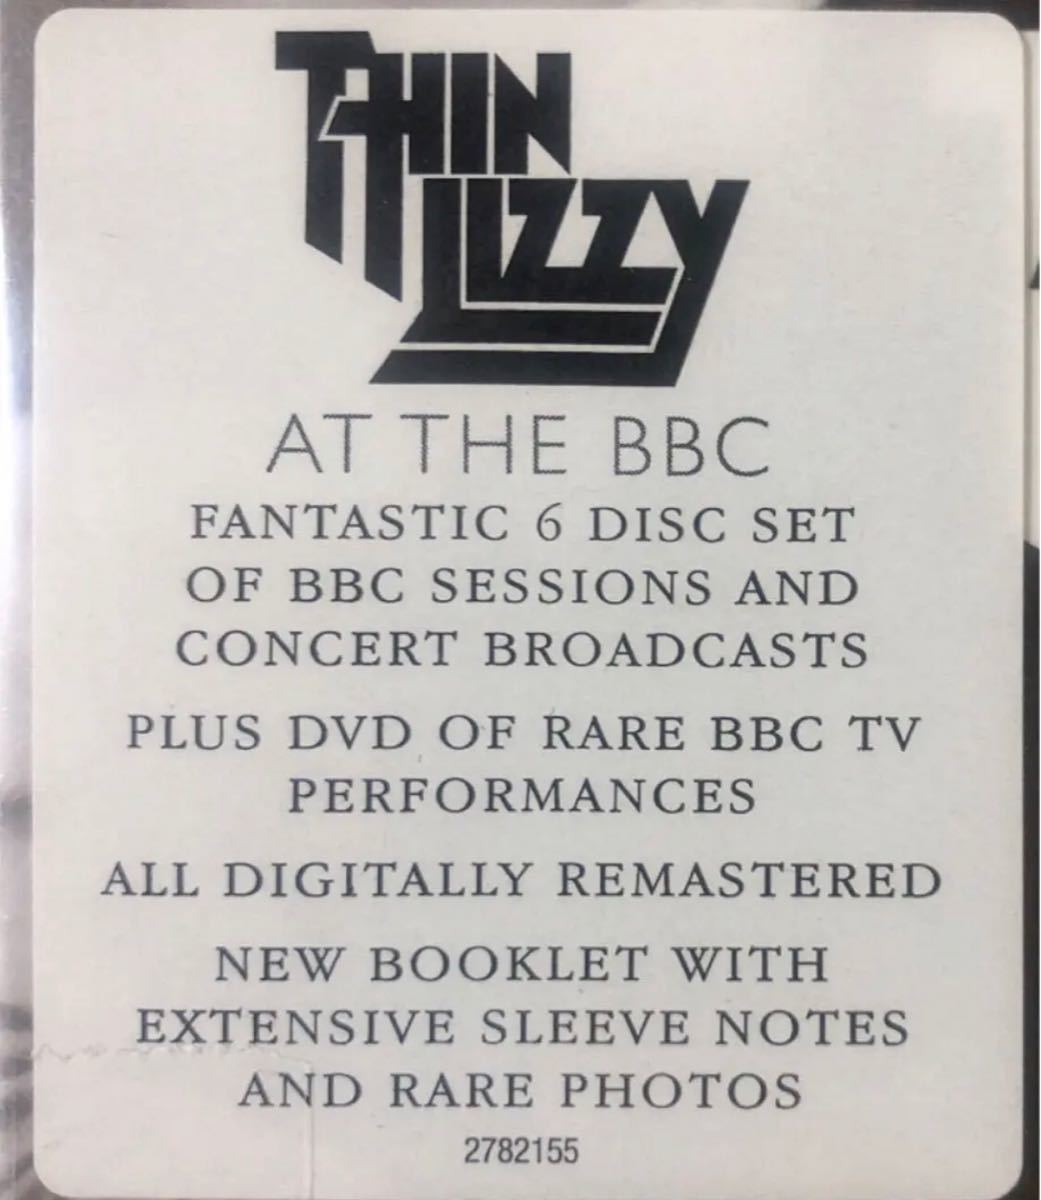 THIN
LIZZY
AT THE BBC
FANTASTIC 6 DISC SET
OF BBC SESSIONS AND
CONCERT BROADCASTS
PLUS DVD OF RARE BBC TV
PERFORMANCES
ALL DIGITALLY REMASTERED
NEW BOOKLET WITH
EXTENSIVE SLEEVE NOTES
AND RARE PHOTOS
2782155